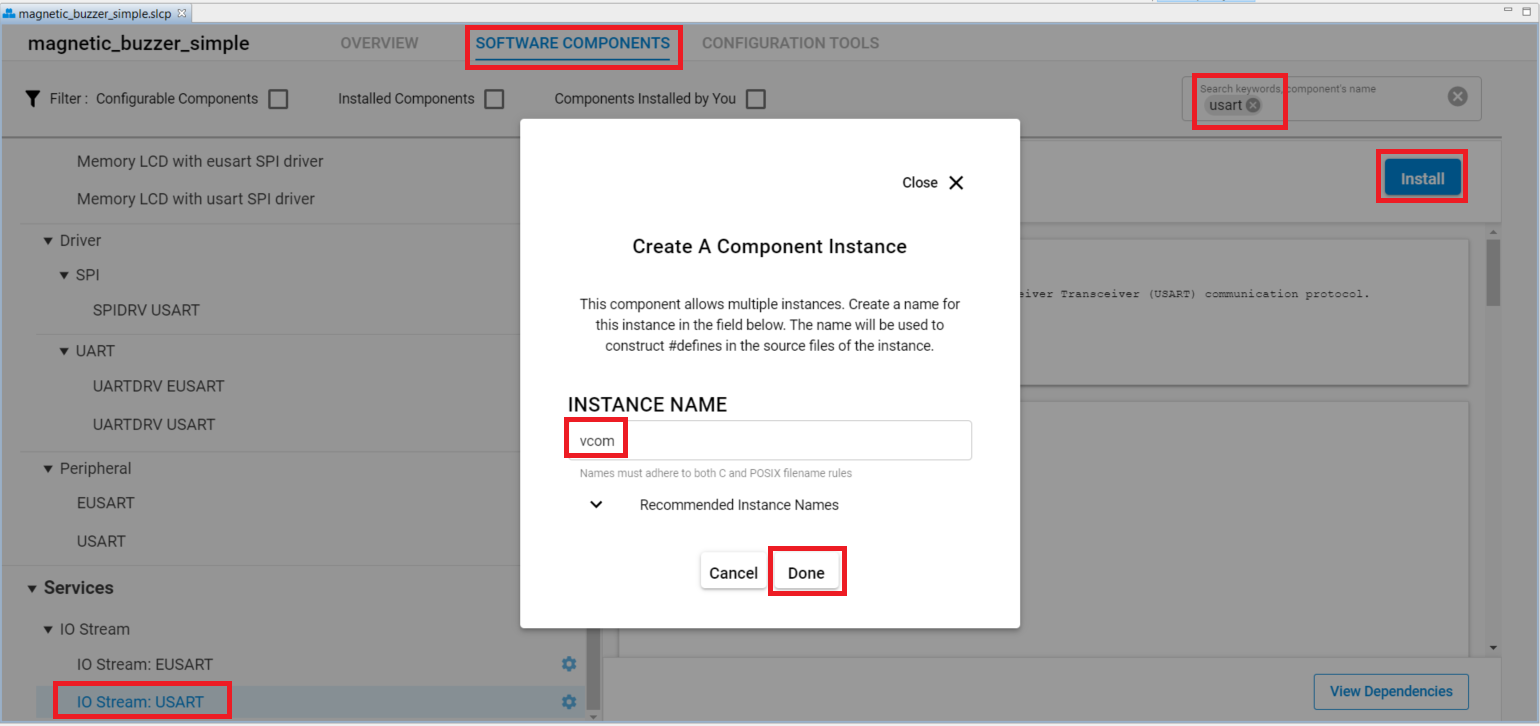 magnetic_buzzer_simple.slcp
magnetic_buzzer_simple
OVERVIEW
SOFTWARE COMPONENTS
CONFIGURATION TOOLS
Filter : Configurable Components
Installed Components
Components Installed by You
Search keywords, component's name
usart
Memory LCD with eusart SPI driver
Memory LCD with usart SPI driver
Driver
SPI
SPIDRV USART
UART
UARTDRV EUSART
UARTDRV USART
Peripheral
EUSART
USART
Services
IO Stream
IO Stream: EUSART
IO Stream: USART
Install
Transceiver (USART) communication protocol.
View Dependencies
Close
Create A Component Instance
This component allows multiple instances. Create a name for
this instance in the field below. The name will be used to
construct #defines in the source files of the instance.
INSTANCE NAME
vcom
Names must adhere to both C and POSIX filename rules
Recommended Instance Names
Cancel
Done